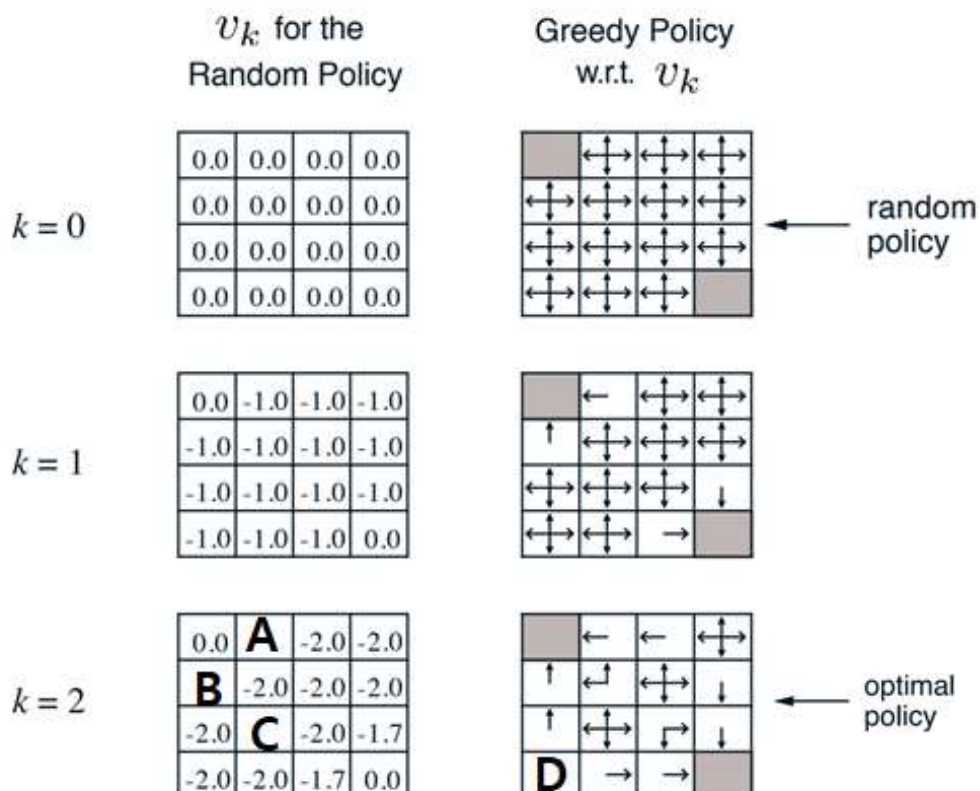 v_k for the
Random Policy
Greedy Policy
w.r.t. v_k
k = 0
0.0 0.0 0.0 0.0
0.0 0.0 0.0 0.0
0.0 0.0 0.0 0.0
0.0 0.0 0.0 0.0
random
policy
k = 1
0.0 -1.0 -1.0 -1.0
-1.0 -1.0 -1.0 -1.0
-1.0 -1.0 -1.0 -1.0
-1.0 -1.0 -1.0 0.0
k = 2
0.0 A -2.0 -2.0
B -2.0 -2.0 -2.0
-2.0 C -2.0 -1.7
-2.0 -2.0 -1.7 0.0
D
optimal
policy